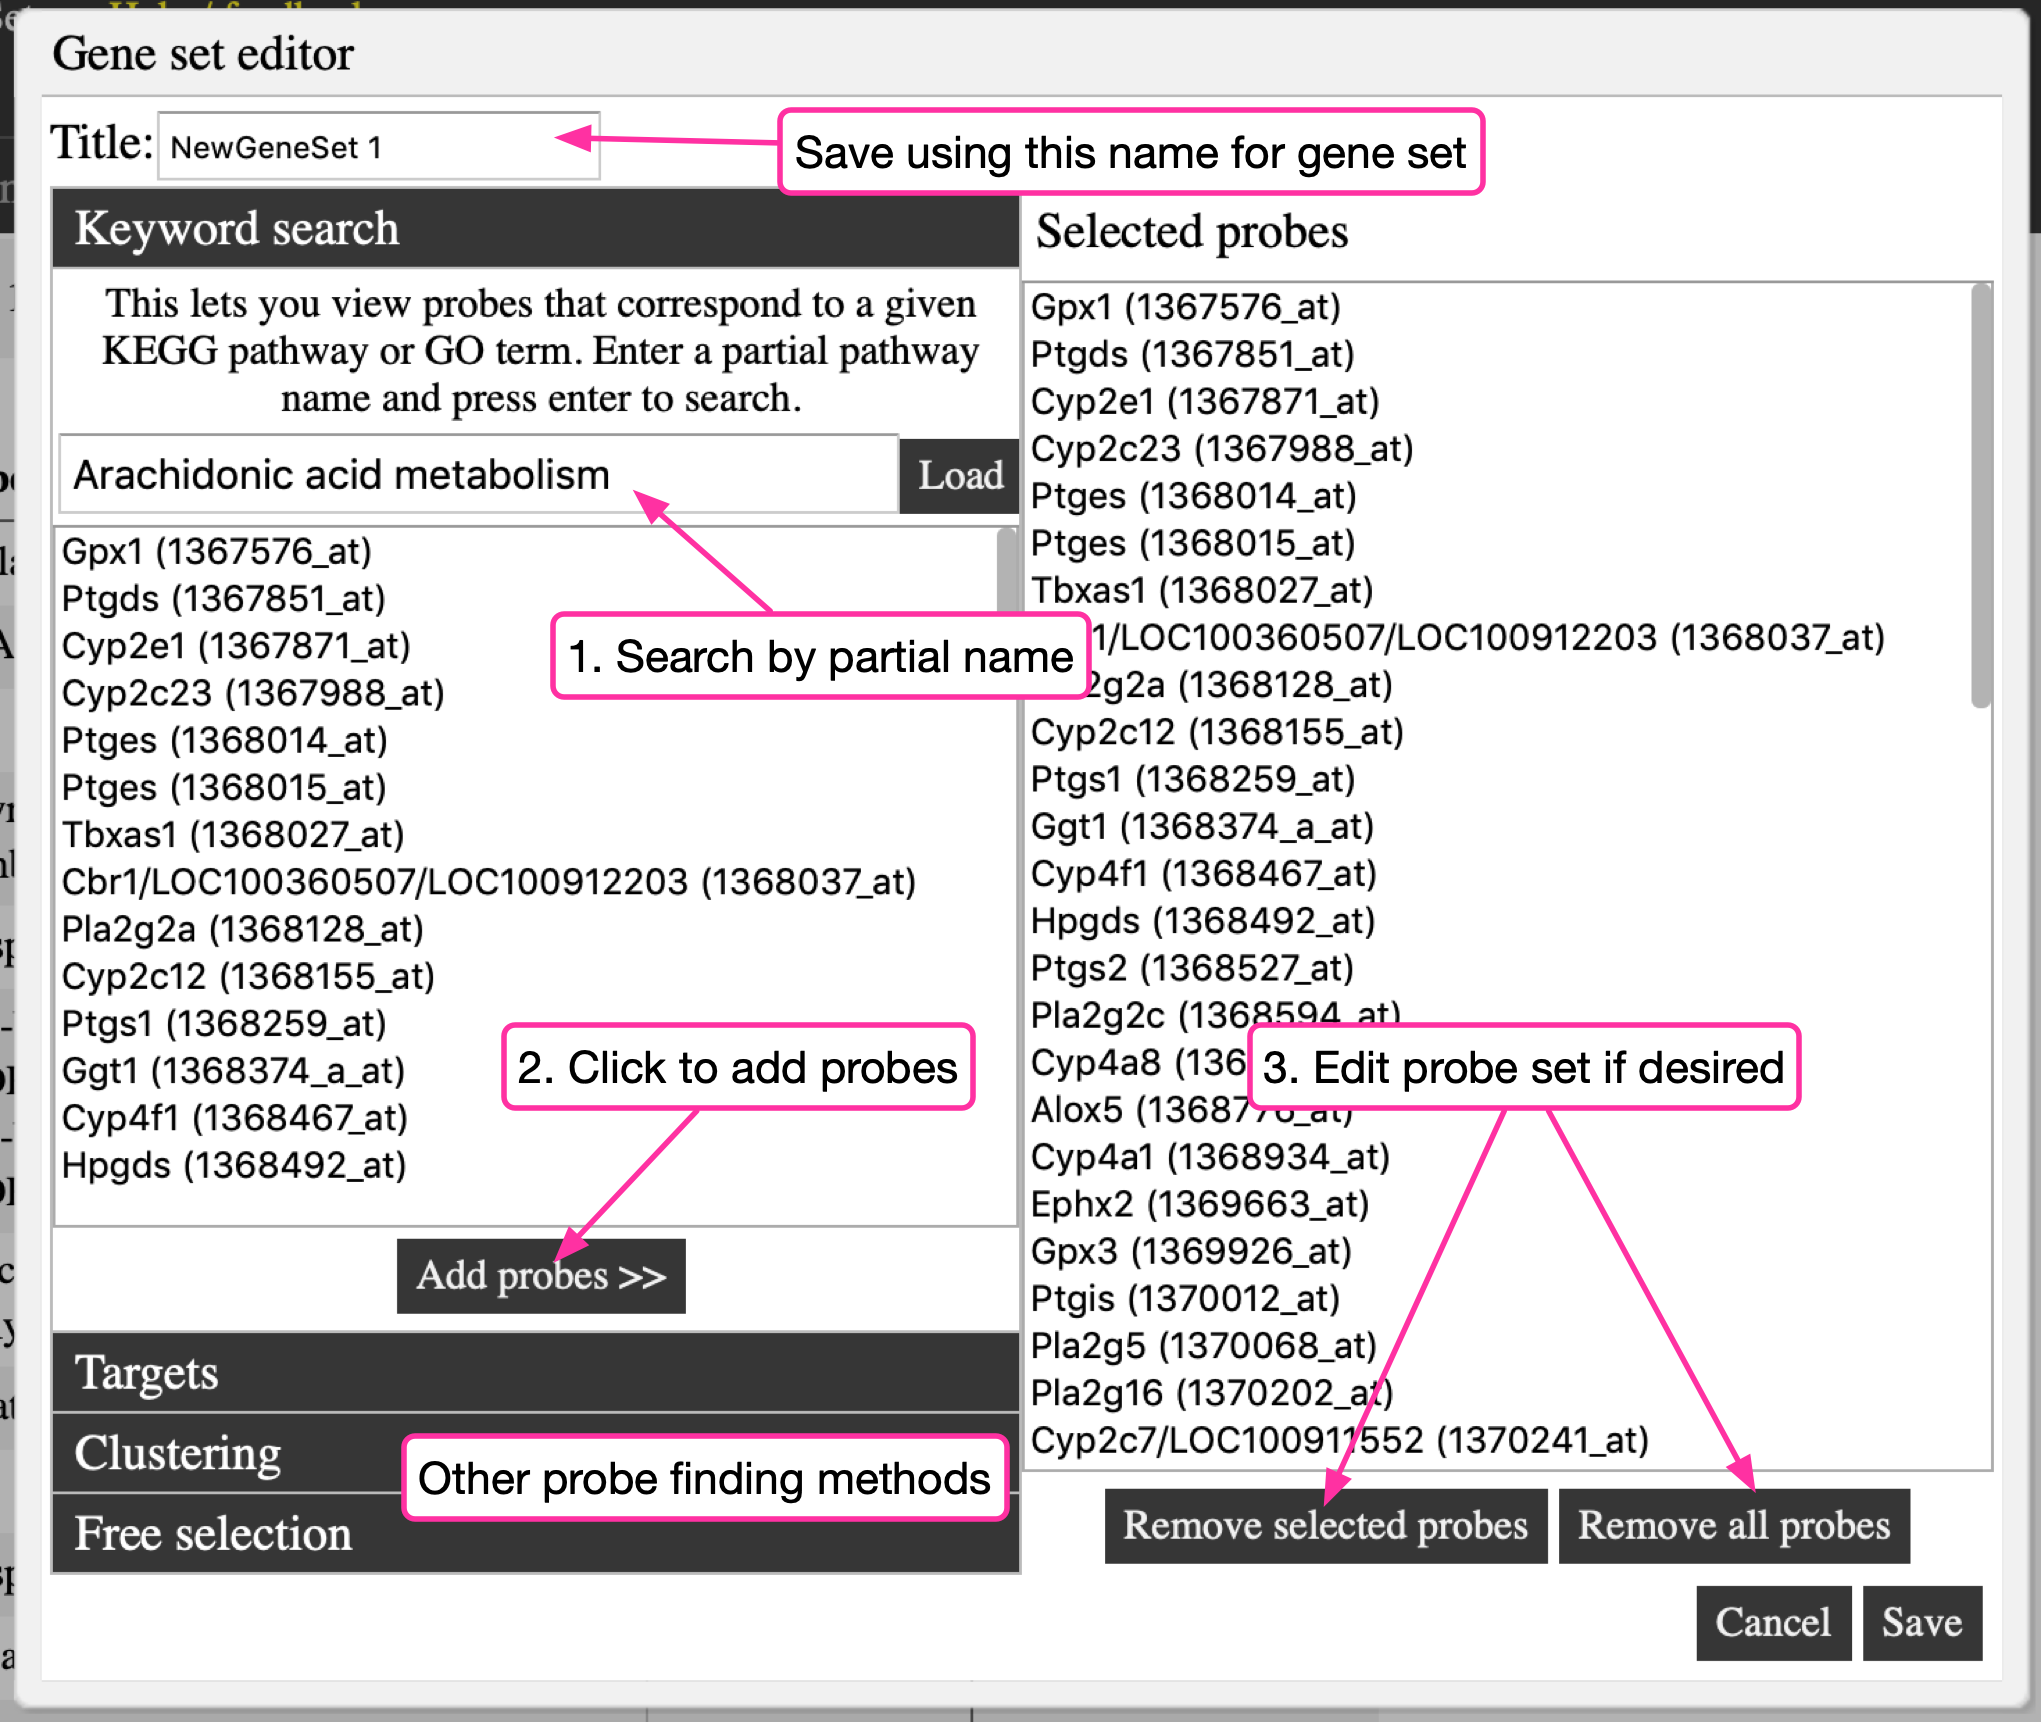 Gene set editor
Title: NewGeneSet 1
Save using this name for gene set
Keyword search
This lets you view probes that correspond to a given
KEGG pathway or GO term. Enter a partial pathway
name and press enter to search.
Arachidonic acid metabolism
Load
Gpx1 (1367576_at)
Ptgds (1367851_at)
Cyp2e1 (1367871_at)
Cyp2c23 (1367988_at)
Ptges (1368014_at)
Ptges (1368015_at)
Tbxas1 (1368027_at)
Cbr1/LOC100360507/LOC100912203 (1368037_at)
Pla2g2a (1368128_at)
Cyp2c12 (1368155_at)
Ptgs1 (1368259_at)
Ggt1 (1368374_a_at)
Cyp4f1 (1368467_at)
Hpgds (1368492_at)
1. Search by partial name
2. Click to add probes
Add probes >>
Targets
Clustering
Other probe finding methods
Free selection
Selected probes
Gpx1 (1367576_at)
Ptgds (1367851_at)
Cyp2e1 (1367871_at)
Cyp2c23 (1367988_at)
Ptges (1368014_at)
Ptges (1368015_at)
Tbxas1 (1368027_at)
1/LOC100360507/LOC100912203 (1368037_at)
2g2a (1368128_at)
Cyp2c12 (1368155_at)
Ptgs1 (1368259_at)
Ggt1 (1368374_a_at)
Cyp4f1 (1368467_at)
Hpgds (1368492_at)
Ptgs2 (1368527_at)
Pla2g2c (1368594_at)
Cyp4a8 (136
Alox5
Cyp4a1 (1368934_at)
Ephx2 (1369663_at)
Gpx3 (1369926_at)
Ptgis (1370012_at)
Pla2g5 (1370068_at)
Pla2g16 (1370202_at)
Cyp2c7/LOC100911552 (1370241_at)
3. Edit probe set if desired
Remove selected probes
Remove all probes
Cancel
Save